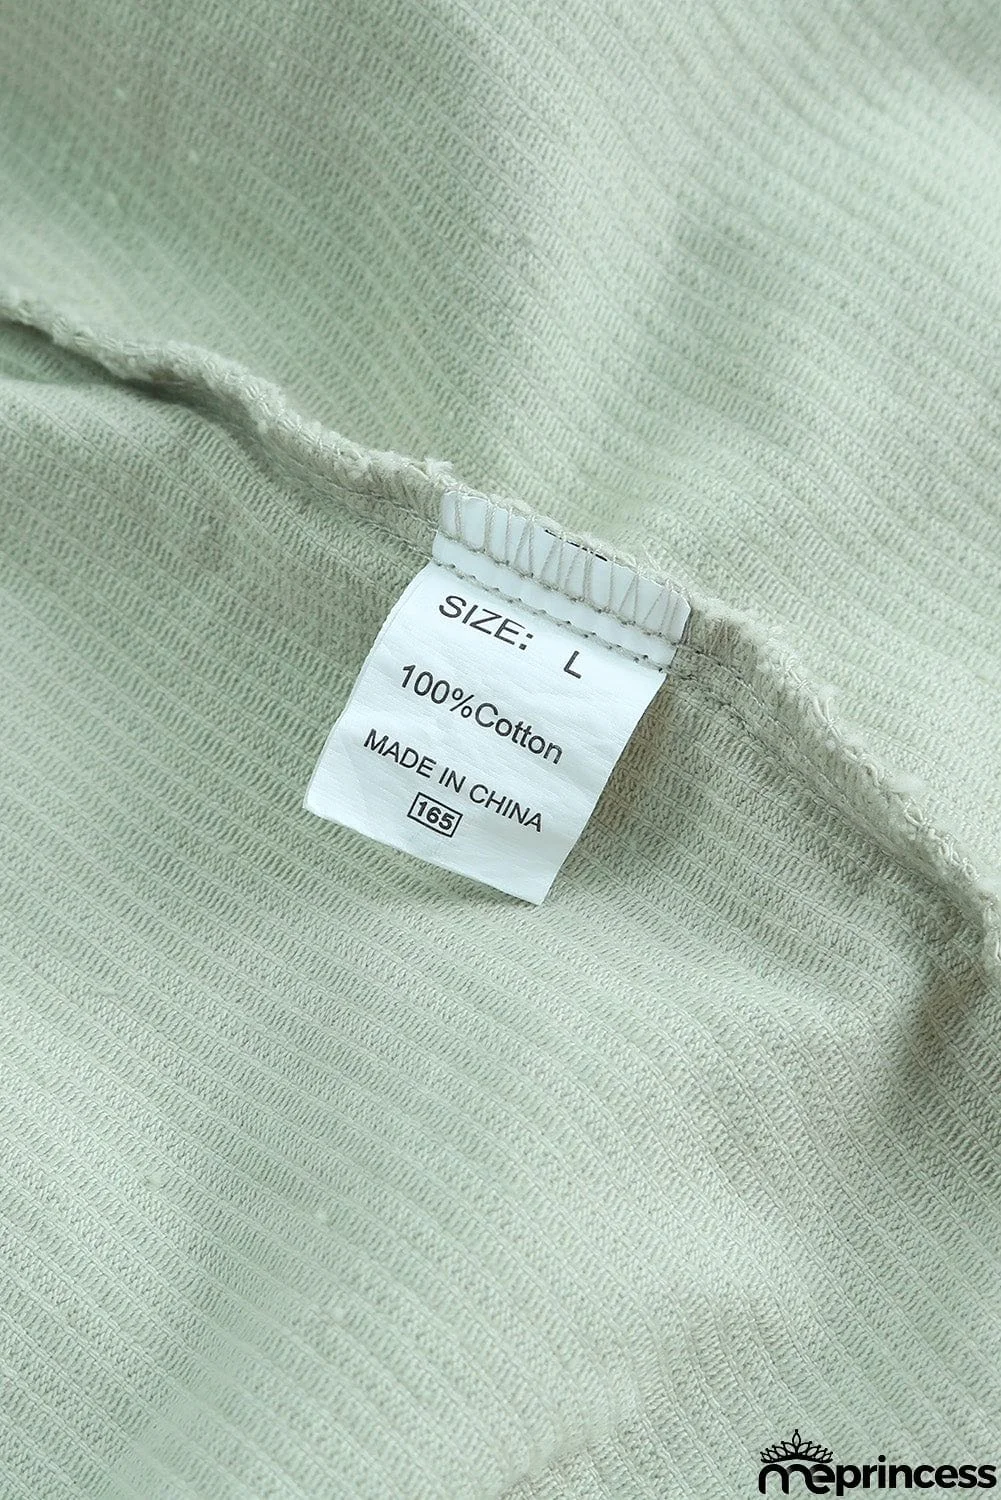 SIZE: L
100%Cotton
MADE IN CHINA
165
meprincess